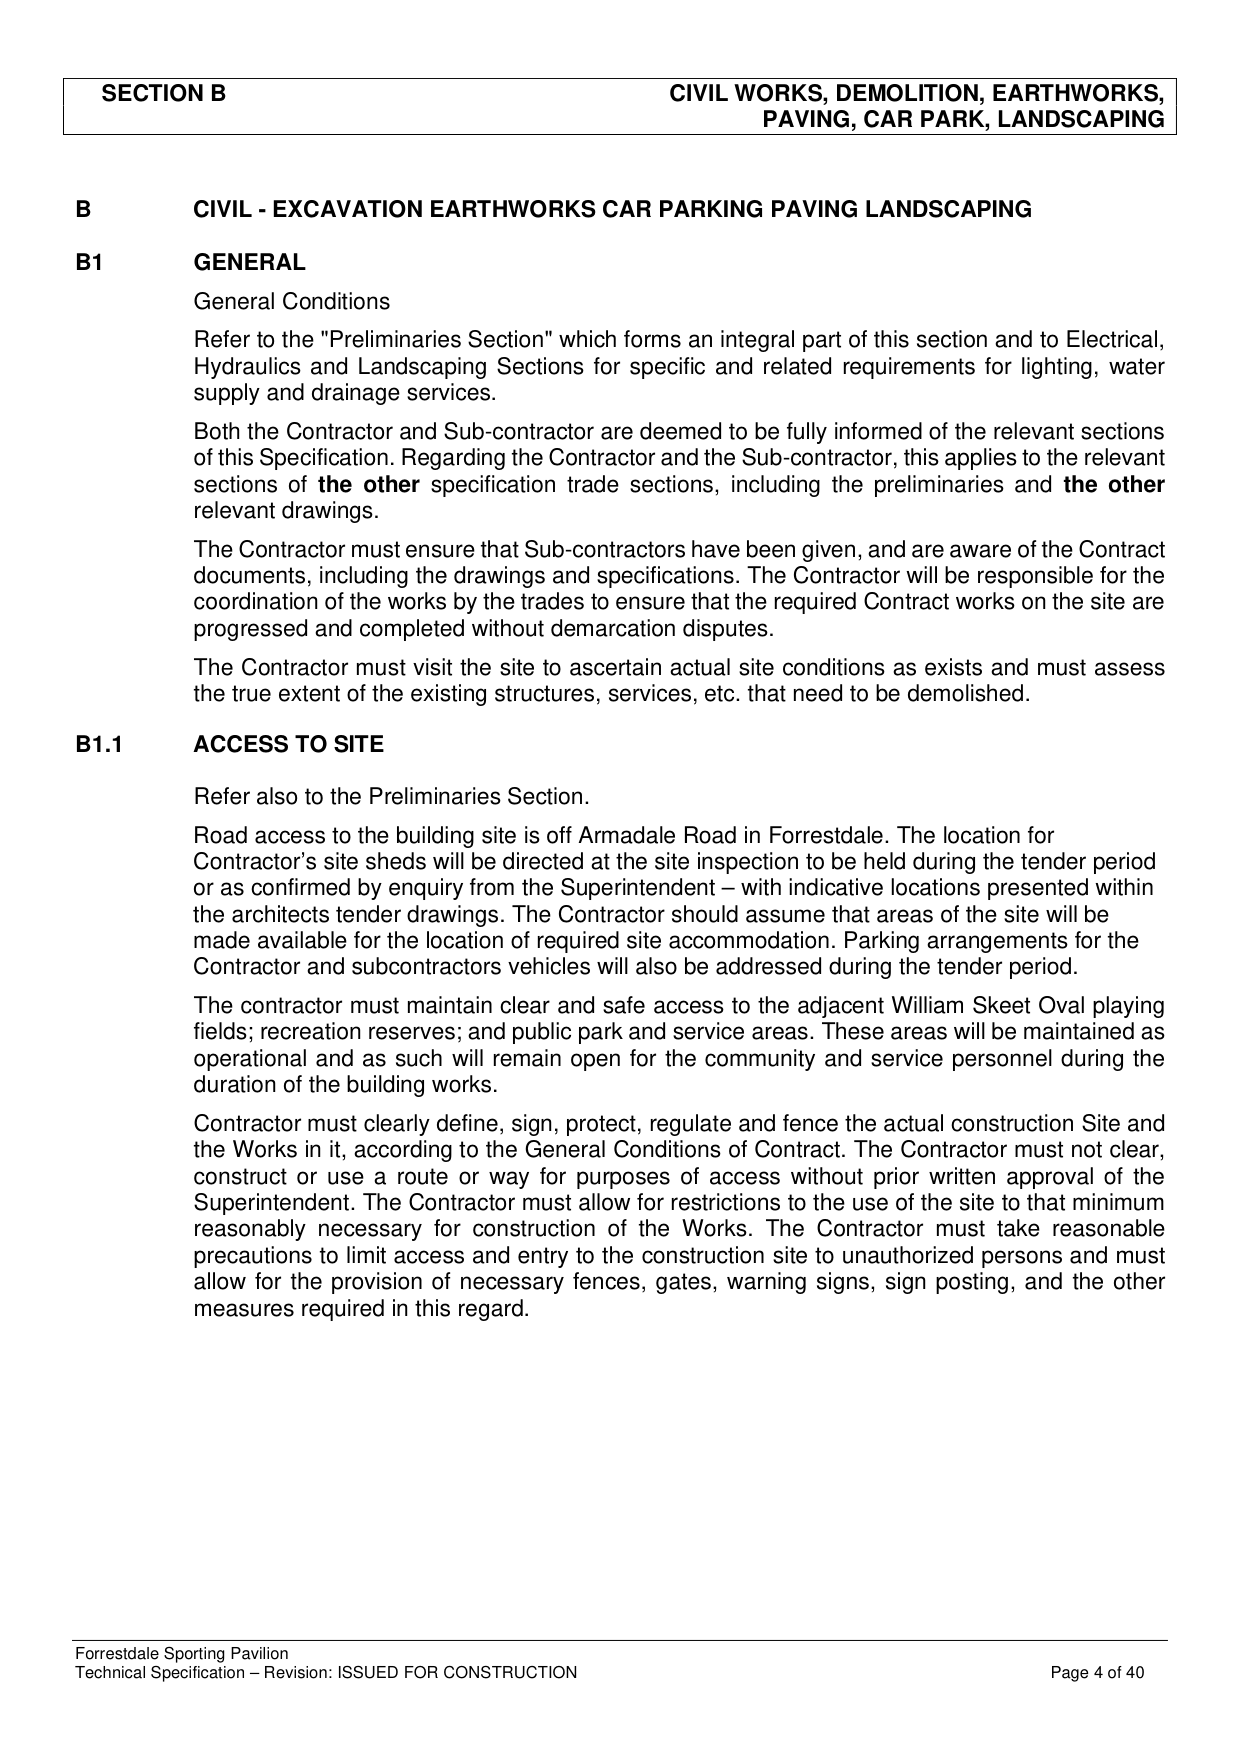 SECTION B
CIVIL WORKS, DEMOLITION, EARTHWORKS,
PAVING, CAR PARK, LANDSCAPING
B CIVIL - EXCAVATION EARTHWORKS CAR PARKING PAVING LANDSCAPING
B1 GENERAL
General Conditions
Refer to the "Preliminaries Section" which forms an integral part of this section and to Electrical,
Hydraulics and Landscaping Sections for specific and related requirements for lighting, water
supply and drainage services.
Both the Contractor and Sub-contractor are deemed to be fully informed of the relevant sections
of this Specification. Regarding the Contractor and the Sub-contractor, this applies to the relevant
sections of the other specification trade sections, including the preliminaries and the other
relevant drawings.
The Contractor must ensure that Sub-contractors have been given, and are aware of the Contract
documents, including the drawings and specifications. The Contractor will be responsible for the
coordination of the works by the trades to ensure that the required Contract works on the site are
progressed and completed without demarcation disputes.
The Contractor must visit the site to ascertain actual site conditions as exists and must assess
the true extent of the existing structures, services, etc. that need to be demolished.
B1.1 ACCESS TO SITE
Refer also to the Preliminaries Section.
Road access to the building site is off Armadale Road in Forrestdale. The location for
Contractor’s site sheds will be directed at the site inspection to be held during the tender period
or as confirmed by enquiry from the Superintendent – with indicative locations presented within
the architects tender drawings. The Contractor should assume that areas of the site will be
made available for the location of required site accommodation. Parking arrangements for the
Contractor and subcontractors vehicles will also be addressed during the tender period.
The contractor must maintain clear and safe access to the adjacent William Skeet Oval playing
fields; recreation reserves; and public park and service areas. These areas will be maintained as
operational and as such will remain open for the community and service personnel during the
duration of the building works.
Contractor must clearly define, sign, protect, regulate and fence the actual construction Site and
the Works in it, according to the General Conditions of Contract. The Contractor must not clear,
construct or use a route or way for purposes of access without prior written approval of the
Superintendent. The Contractor must allow for restrictions to the use of the site to that minimum
reasonably necessary for construction of the Works. The Contractor must take reasonable
precautions to limit access and entry to the construction site to unauthorized persons and must
allow for the provision of necessary fences, gates, warning signs, sign posting, and the other
measures required in this regard.
Forrestdale Sporting Pavilion
Technical Specification – Revision: ISSUED FOR CONSTRUCTION Page 4 of 40